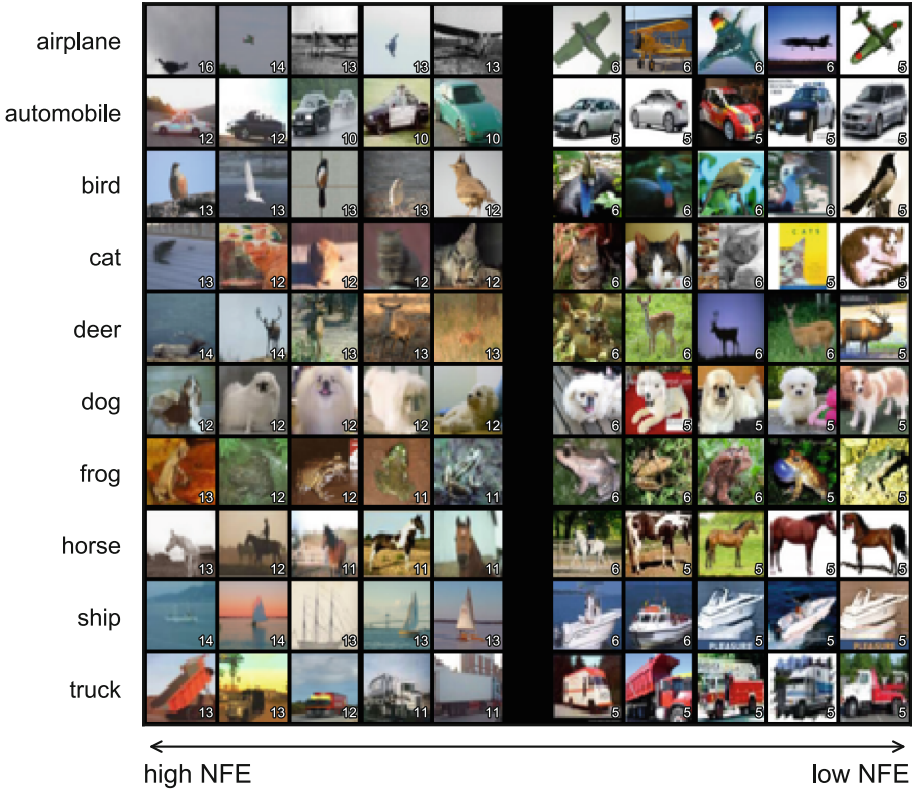 airplane 16 14 13 13 13 6 6 6 6 5
automobile 12 12 10 10 10 5 5 5 5 5
bird 13 13 13 13 12 6 6 6 6 5
cat 13 12 12 12 12 6 6 6 5 5
CATS
deer 14 14 13 13 13 6 6 6 6 5
dog 12 12 12 12 12 6 5 5 5 5
frog 13 12 12 11 11 6 6 6 5 5
horse 13 12 11 11 11 6 5 5 5 5
ship 14 14 13 13 13 6 6 5 5 5
PLEASURE
truck 13 13 12 11 11 5 5 5 5 5
high NFE low NFE